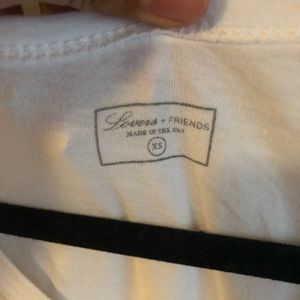 Lovers + FRIENDS
MADE IN THE USA
XS